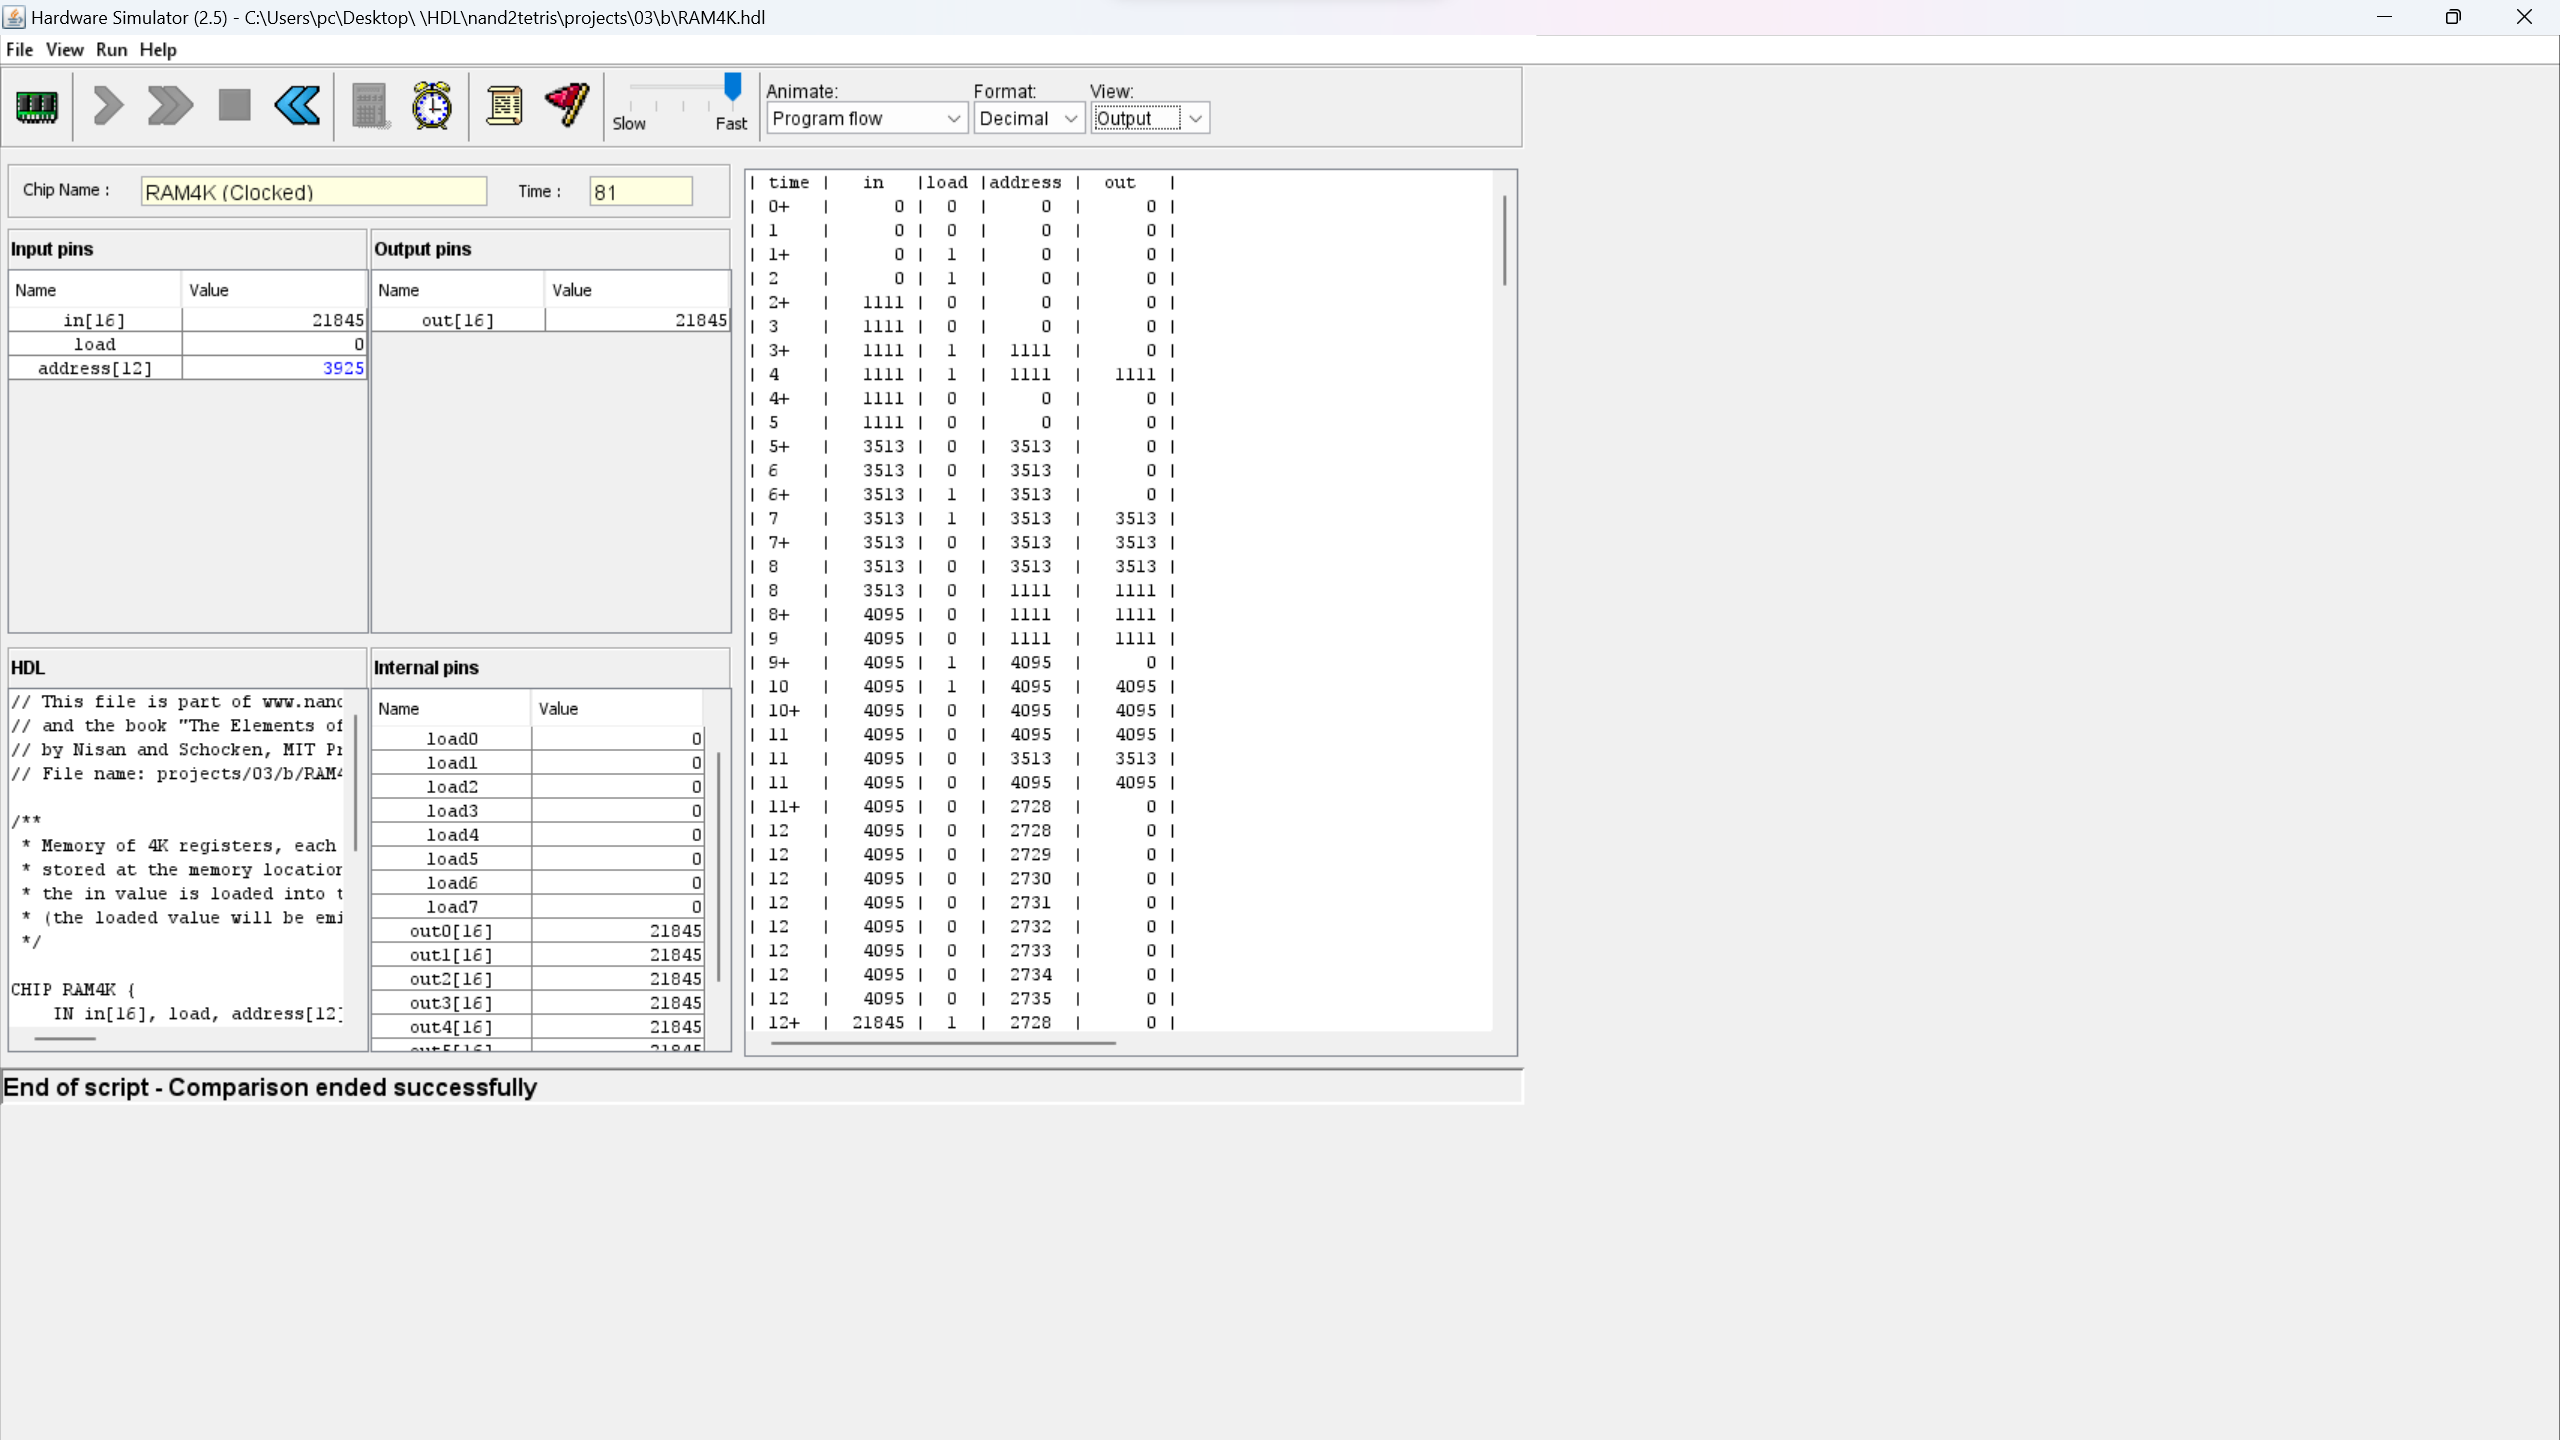 Hardware Simulator (2.5) - C:\Users\pc\Desktop\ \HDL\nand2tetris\projects\03\b\RAM4K.hdl
File View Run Help
Slow Fast
Animate: Format: View:
Program flow Decimal Output
Chip Name : RAM4K (Clocked) Time : 81
Input pins
Name Value
in[16] 21845
load 0
address[12] 3925
Output pins
Name Value
out[16] 21845
HDL
// This file is part of www.nand
// and the book "The Elements of
// by Nisan and Schocken, MIT Pr
// File name: projects/03/b/RAM4
/**
* Memory of 4K registers, each
* stored at the memory location
* the in value is loaded into t
* (the loaded value will be emi
*/
CHIP RAM4K {
IN in[16], load, address[12]
Internal pins
Name Value
load0 0
load1 0
load2 0
load3 0
load4 0
load5 0
load6 0
load7 0
out0[16] 21845
out1[16] 21845
out2[16] 21845
out3[16] 21845
out4[16] 21845
out5[16] 21845
| time | in |load |address | out |
| 0+ | 0 | 0 | 0 | 0 |
| 1 | 0 | 0 | 0 | 0 |
| 1+ | 0 | 1 | 0 | 0 |
| 2 | 0 | 1 | 0 | 0 |
| 2+ | 1111 | 0 | 0 | 0 |
| 3 | 1111 | 0 | 0 | 0 |
| 3+ | 1111 | 1 | 1111 | 0 |
| 4 | 1111 | 1 | 1111 | 1111 |
| 4+ | 1111 | 0 | 0 | 0 |
| 5 | 1111 | 0 | 0 | 0 |
| 5+ | 3513 | 0 | 3513 | 0 |
| 6 | 3513 | 0 | 3513 | 0 |
| 6+ | 3513 | 1 | 3513 | 0 |
| 7 | 3513 | 1 | 3513 | 3513 |
| 7+ | 3513 | 0 | 3513 | 3513 |
| 8 | 3513 | 0 | 3513 | 3513 |
| 8 | 3513 | 0 | 1111 | 1111 |
| 8+ | 4095 | 0 | 1111 | 1111 |
| 9 | 4095 | 0 | 1111 | 1111 |
| 9+ | 4095 | 1 | 4095 | 0 |
| 10 | 4095 | 1 | 4095 | 4095 |
| 10+ | 4095 | 0 | 4095 | 4095 |
| 11 | 4095 | 0 | 4095 | 4095 |
| 11 | 4095 | 0 | 3513 | 3513 |
| 11 | 4095 | 0 | 4095 | 4095 |
| 11+ | 4095 | 0 | 2728 | 0 |
| 12 | 4095 | 0 | 2728 | 0 |
| 12 | 4095 | 0 | 2729 | 0 |
| 12 | 4095 | 0 | 2730 | 0 |
| 12 | 4095 | 0 | 2731 | 0 |
| 12 | 4095 | 0 | 2732 | 0 |
| 12 | 4095 | 0 | 2733 | 0 |
| 12 | 4095 | 0 | 2734 | 0 |
| 12 | 4095 | 0 | 2735 | 0 |
| 12+ | 21845 | 1 | 2728 | 0 |
End of script - Comparison ended successfully